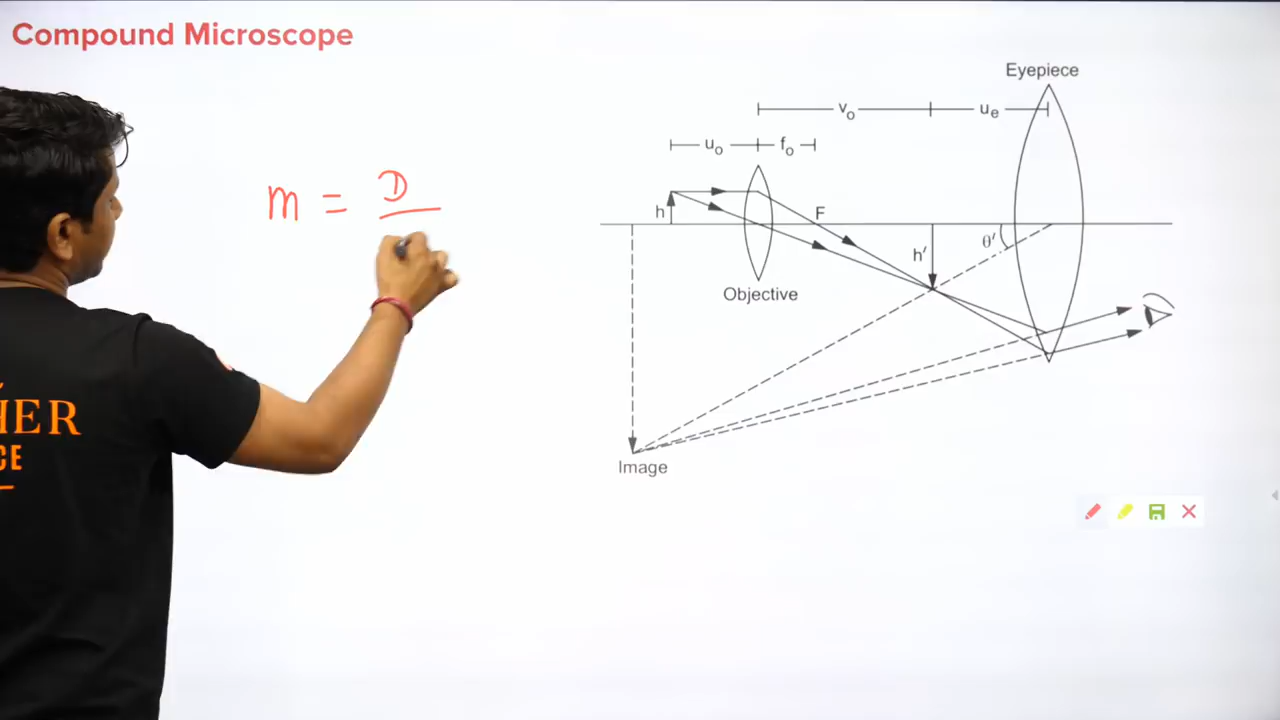 Compound Microscope
Eyepiece
vₒ
uₑ
uₒ
fₒ
m = D
h
F
h′
θ′
Objective
Image
HER
CE